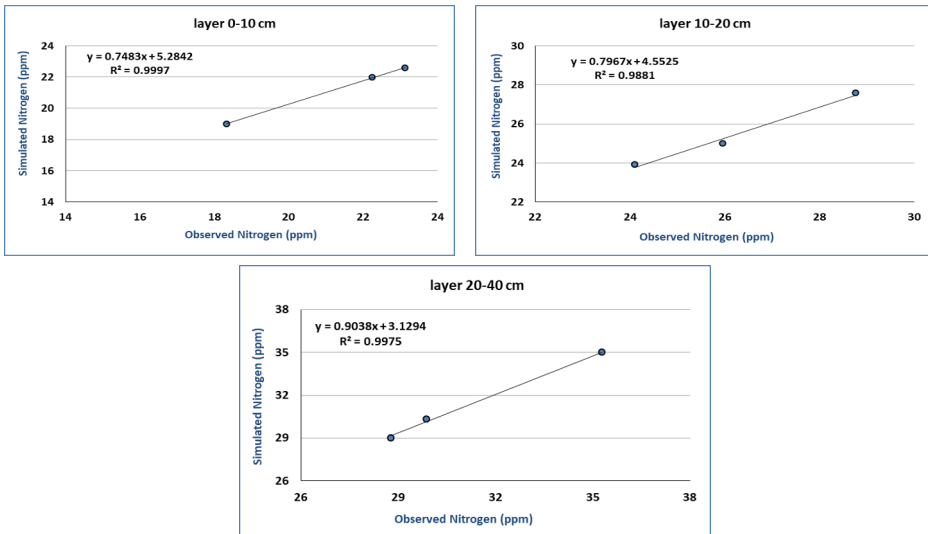 layer 0-10 cm
y = 0.7483x + 5.2842
R² = 0.9997
Simulated Nitrogen (ppm)
24
22
20
18
16
14
14 16 18 20 22 24
Observed Nitrogen (ppm)
layer 10-20 cm
y = 0.7967x + 4.5525
R² = 0.9881
Simulated Nitrogen (ppm)
30
28
26
24
22
22 24 26 28 30
Observed Nitrogen (ppm)
layer 20-40 cm
y = 0.9038x + 3.1294
R² = 0.9975
Simulated Nitrogen (ppm)
38
35
32
29
26
26 29 32 35 38
Observed Nitrogen (ppm)